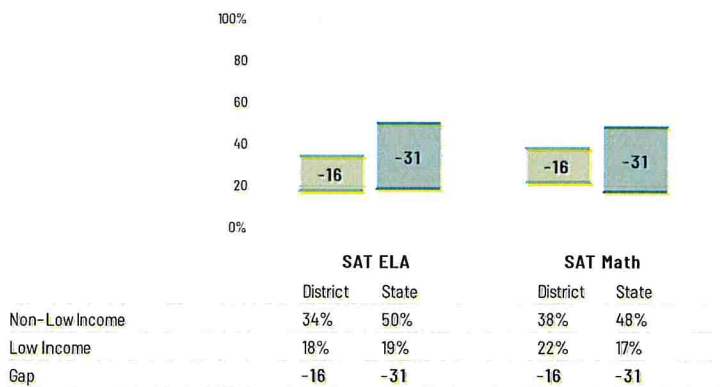 100%
80
60
40
20
0%
-16
-31
-16
-31
SAT ELA SAT Math
District State District State
Non-Low Income 34% 50% 38% 48%
Low Income 18% 19% 22% 17%
Gap -16 -31 -16 -31